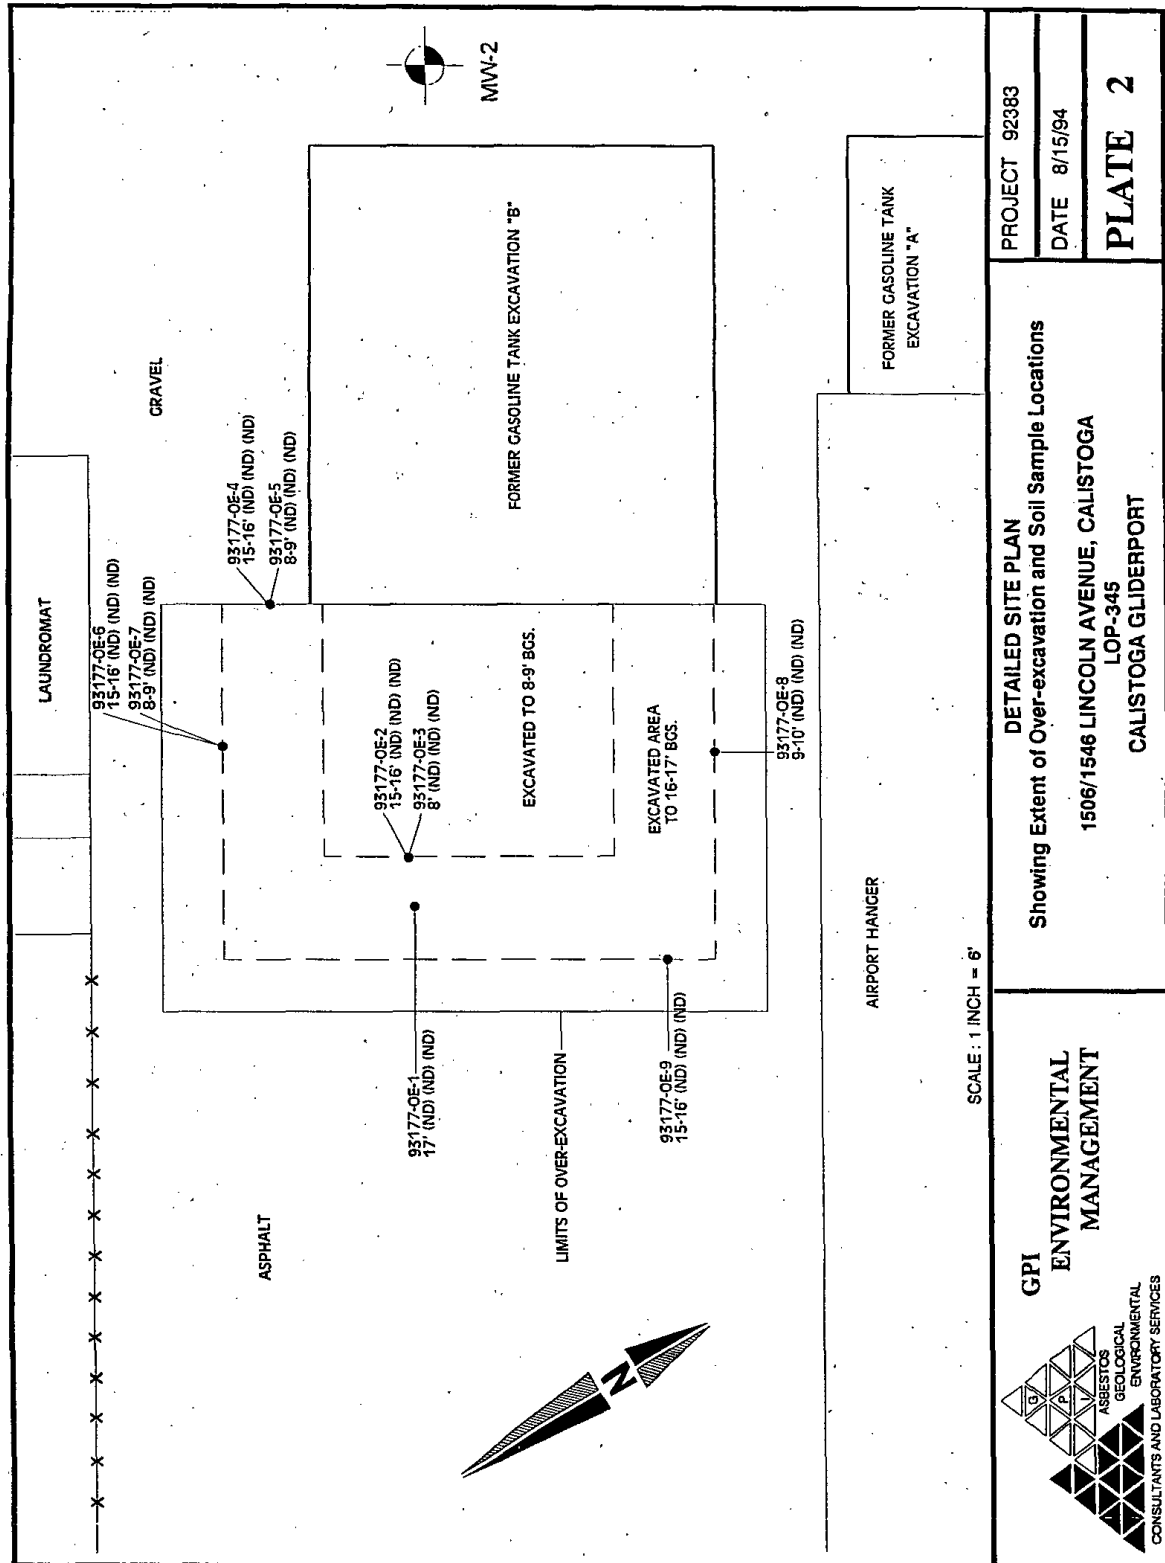 LAUNDROMAT
GRAVEL
MW-2
93177-OE-6
15-16' (ND) (ND) (ND)
93177-OE-7
8-9' (ND) (ND) (ND)
93177-OE-4
15-16' (ND) (ND) (ND)
93177-OE-5
8-9' (ND) (ND) (ND)
93177-OE-2
15-16' (ND) (ND) (ND)
93177-OE-3
8' (ND) (ND) (ND)
93177-OE-1
17' (ND) (ND) (ND)
ASPHALT
EXCAVATED TO 8-9' BGS.
FORMER GASOLINE TANK EXCAVATION "B"
LIMITS OF OVER-EXCAVATION
EXCAVATED AREA
TO 16-17' BGS.
93177-OE-9
15-16' (ND) (ND) (ND)
93177-OE-8
9-10' (ND) (ND) (ND)
N
AIRPORT HANGER
FORMER GASOLINE TANK
EXCAVATION "A"
SCALE: 1 INCH = 6'
GPI
ENVIRONMENTAL
MANAGEMENT
G
P
I
ASBESTOS
GEOLOGICAL
ENVIRONMENTAL
CONSULTANTS AND LABORATORY SERVICES
DETAILED SITE PLAN
Showing Extent of Over-excavation and Soil Sample Locations
1506/1546 LINCOLN AVENUE, CALISTOGA
LOP-345
CALISTOGA GLIDERPORT
PROJECT 92383
DATE 8/15/94
PLATE 2